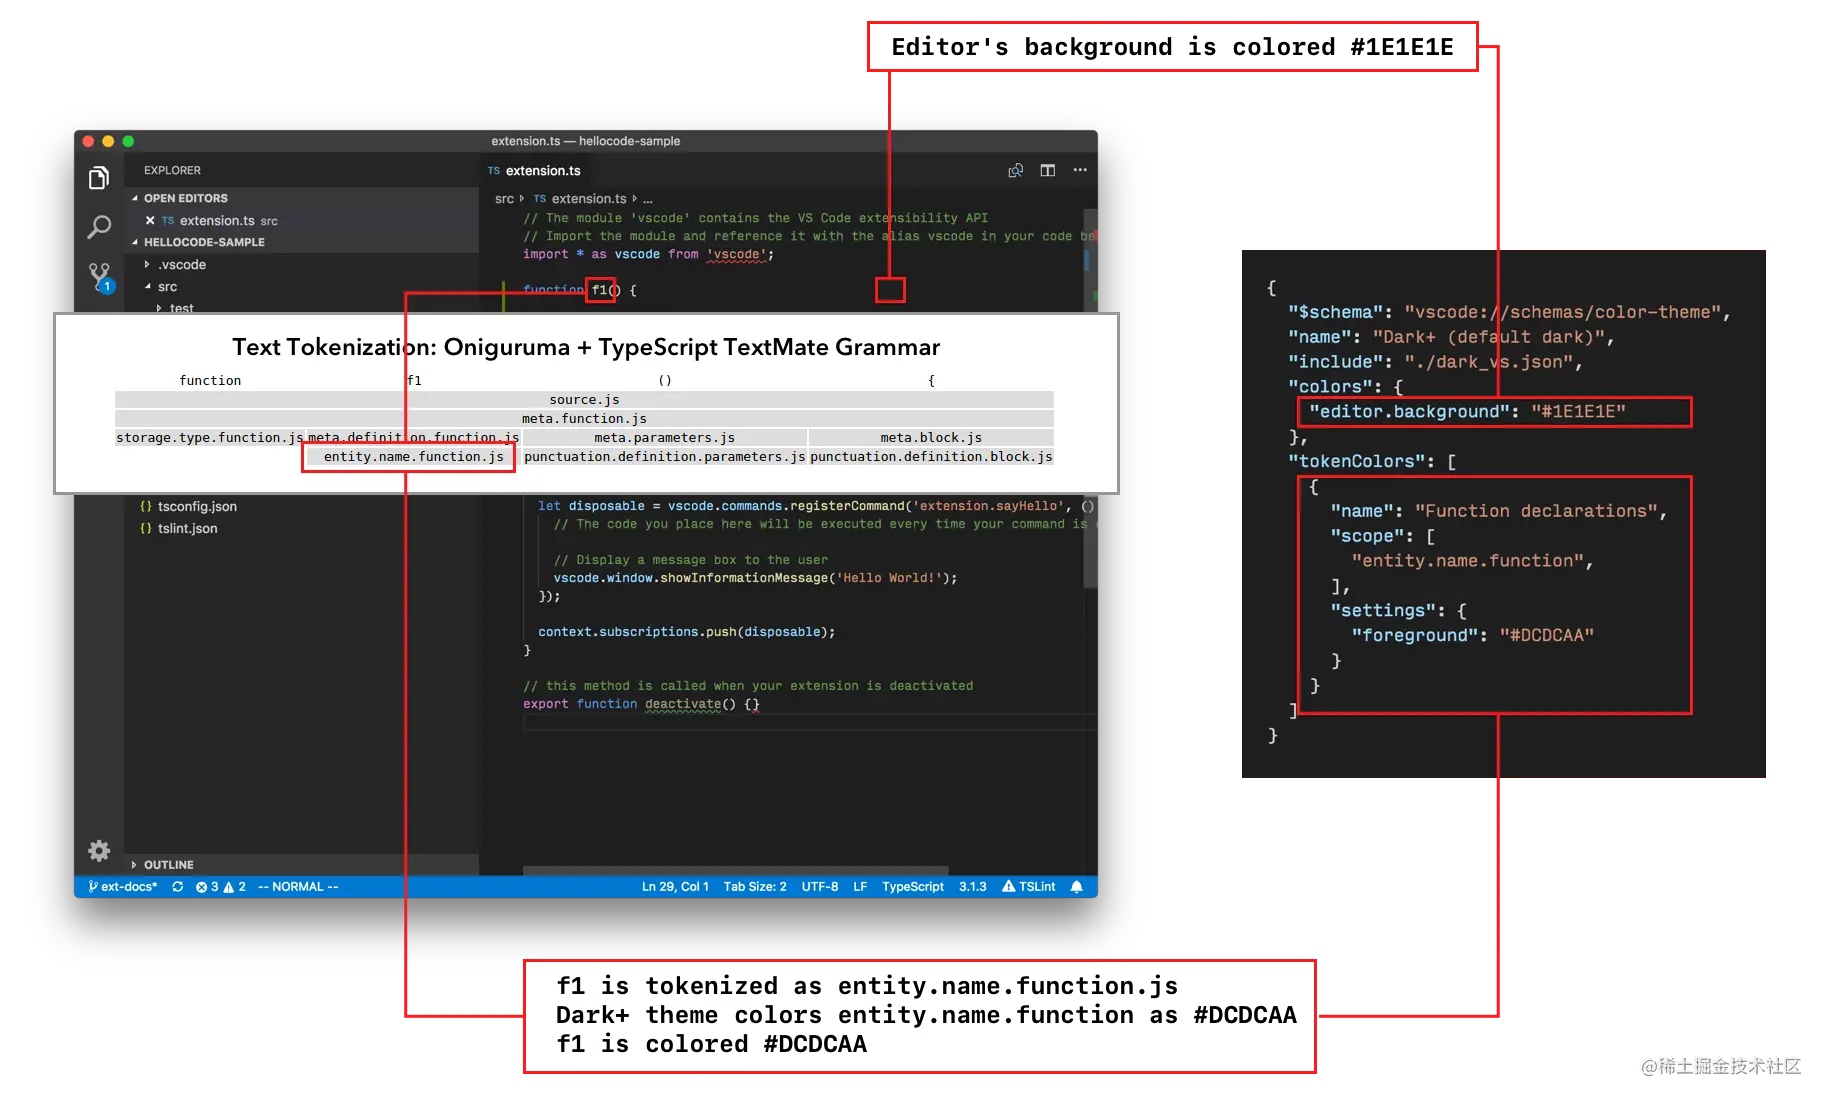 Editor's background is colored #1E1E1E
extension.ts — hellocode-sample
EXPLORER
OPEN EDITORS
TS extension.ts src
HELLOCODE-SAMPLE
.vscode
src
test
1
TS extension.ts
src TS extension.ts ...
// The module 'vscode' contains the VS Code extensibility API
// Import the module and reference it with the alias vscode in your code be
import * as vscode from 'vscode';
function f1() {
Text Tokenization: Oniguruma + TypeScript TextMate Grammar
function f1 () {
source.js
meta.function.js
storage.type.function.js meta.definition.function.js meta.parameters.js meta.block.js
entity.name.function.js punctuation.definition.parameters.js punctuation.definition.block.js
{} tsconfig.json
{} tslint.json
let disposable = vscode.commands.registerCommand('extension.sayHello', ()
// The code you place here will be executed every time your command is
// Display a message box to the user
vscode.window.showInformationMessage('Hello World!');
});
context.subscriptions.push(disposable);
}
// this method is called when your extension is deactivated
export function deactivate() {}
OUTLINE
ext-docs* 3 2 -- NORMAL -- Ln 29, Col 1 Tab Size: 2 UTF-8 LF TypeScript 3.1.3 TSLint
{
"$schema": "vscode://schemas/color-theme",
"name": "Dark+ (default dark)",
"include": "./dark_vs.json",
"colors": {
"editor.background": "#1E1E1E"
},
"tokenColors": [
{
"name": "Function declarations",
"scope": [
"entity.name.function",
],
"settings": {
"foreground": "#DCDCAA"
}
}
]
}
f1 is tokenized as entity.name.function.js
Dark+ theme colors entity.name.function as #DCDCAA
f1 is colored #DCDCAA
@稀土掘金技术社区